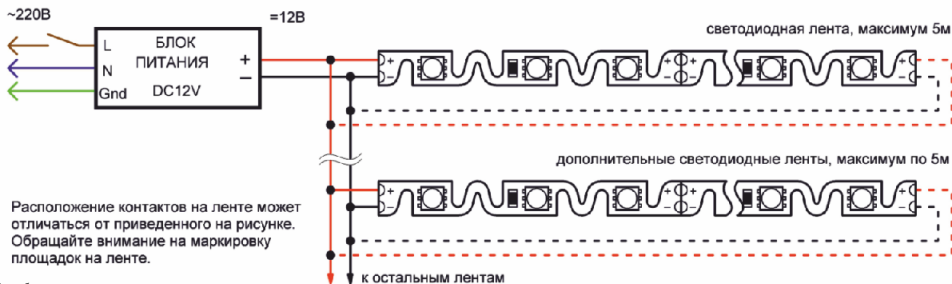 ~220В
=12В
светодиодная лента, максимум 5м
L
БЛОК
N
ПИТАНИЯ
Gnd
DC12V
+
−
+
−
+
−
+
−
+
−
дополнительные светодиодные ленты, максимум по 5м
+
−
+
−
+
−
+
−
Расположение контактов на ленте может
отличаться от приведенного на рисунке.
Обращайте внимание на маркировку
площадок на ленте.
к остальным лентам